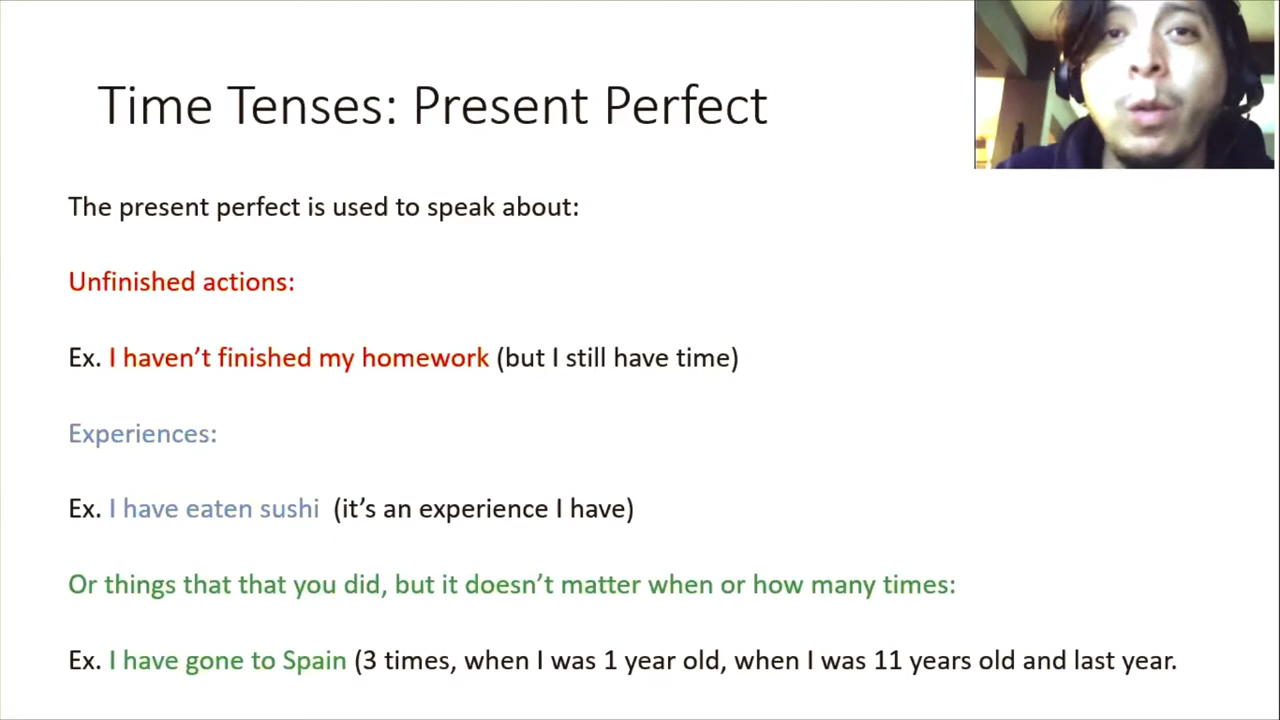 Time Tenses: Present Perfect
The present perfect is used to speak about:
Unfinished actions:
Ex. I haven’t finished my homework (but I still have time)
Experiences:
Ex. I have eaten sushi (it’s an experience I have)
Or things that that you did, but it doesn’t matter when or how many times:
Ex. I have gone to Spain (3 times, when I was 1 year old, when I was 11 years old and last year.